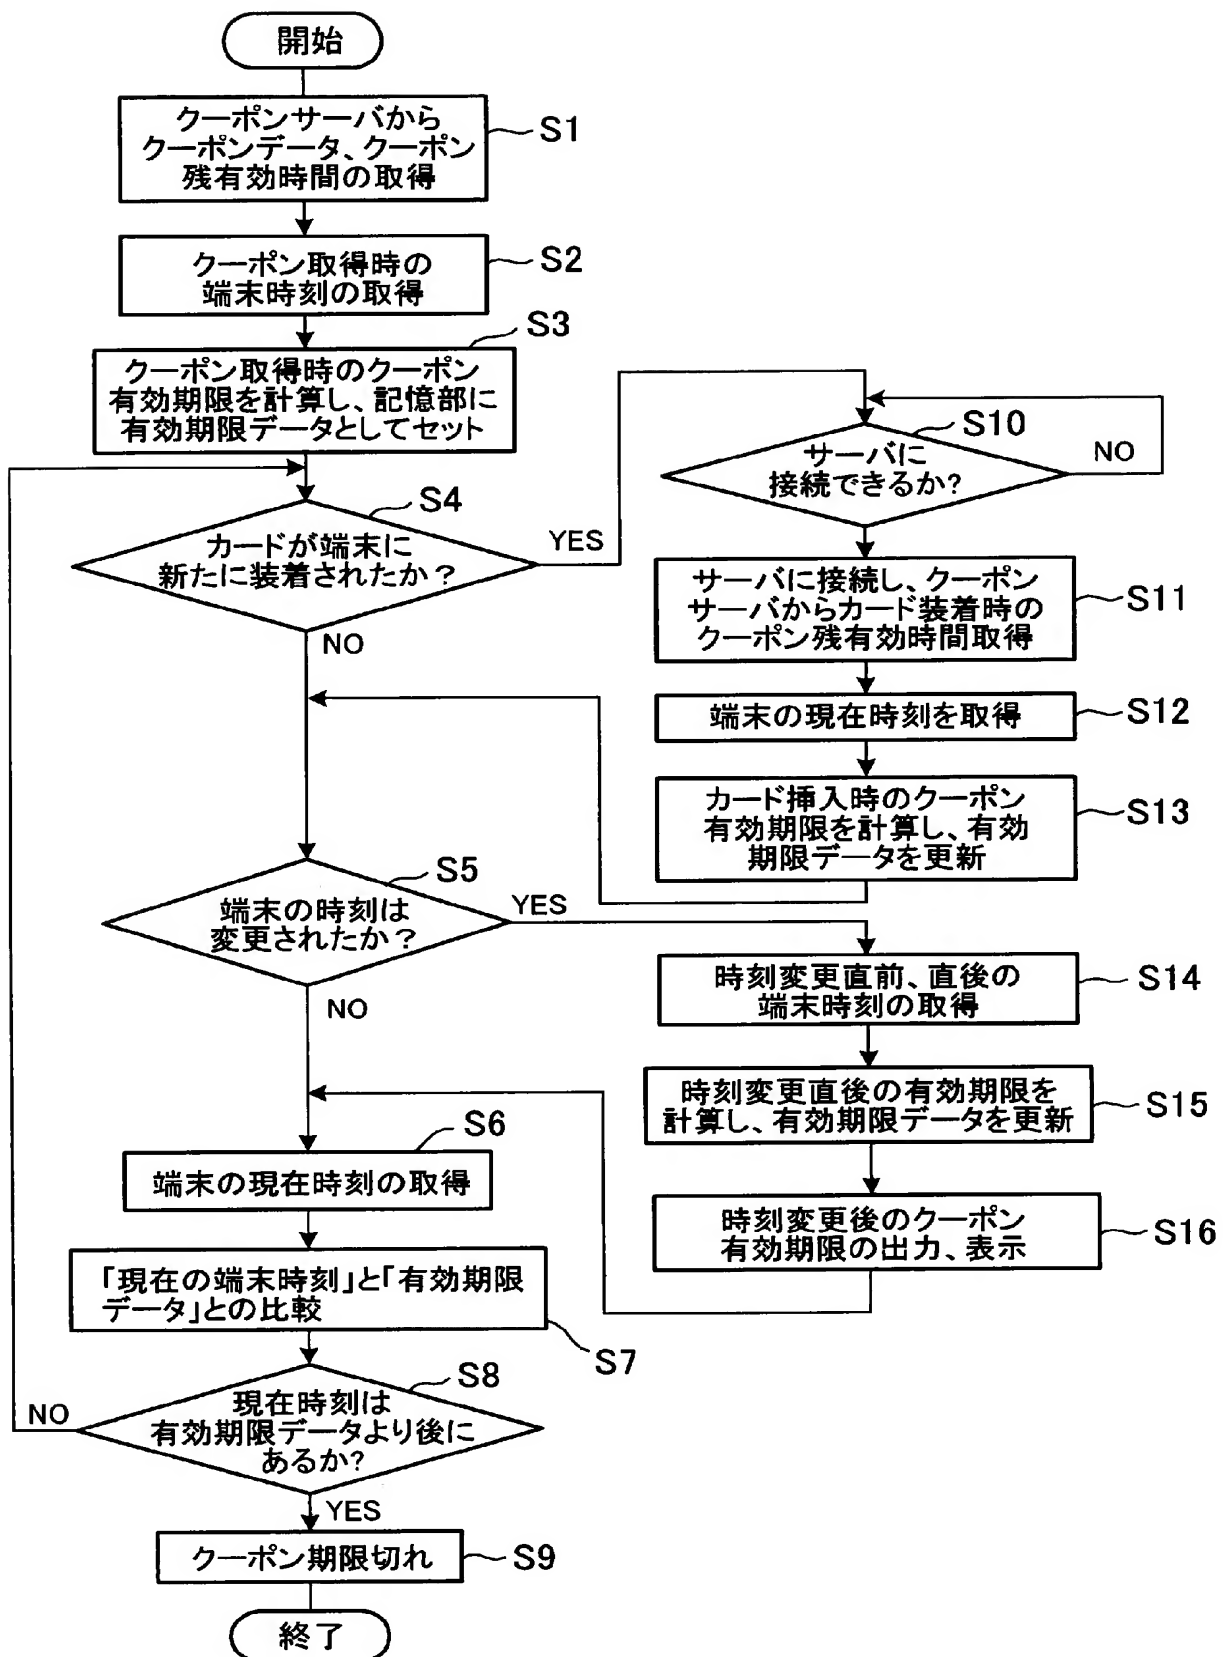 開始
クーポンサーバから
クーポンデータ、クーポン
残有効時間の取得
S1
クーポン取得時の
端末時刻の取得
S2
S3
クーポン取得時のクーポン
有効期限を計算し、記憶部に
有効期限データとしてセット
S4
カードが端末に
新たに装着されたか?
YES
NO
S10
サーバに
接続できるか?
NO
サーバに接続し、クーポン
サーバからカード装着時の
クーポン残有効時間取得
S11
端末の現在時刻を取得
S12
カード挿入時のクーポン
有効期限を計算し、有効
期限データを更新
S13
S5
端末の時刻は
変更されたか?
YES
NO
時刻変更直前、直後の
端末時刻の取得
S14
時刻変更直後の有効期限を
計算し、有効期限データを更新
S15
時刻変更後のクーポン
有効期限の出力、表示
S16
S6
端末の現在時刻の取得
「現在の端末時刻」と「有効期限
データ」との比較
S7
S8
現在時刻は
有効期限データより後に
あるか?
NO
YES
クーポン期限切れ
S9
終了